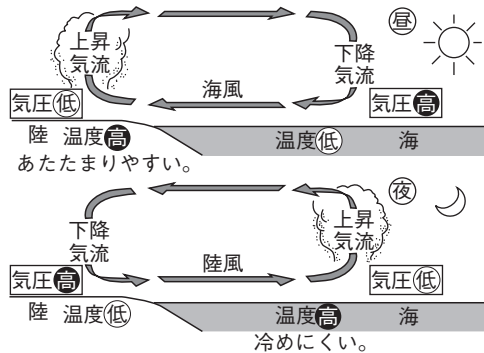 昼
上昇
気流
下降
気流
海風
気圧低
気圧高
陸 温度高
温度低 海
あたたまりやすい。
夜
上昇
気流
下降
気流
陸風
気圧高
気圧低
陸 温度低
温度高 海
冷めにくい。